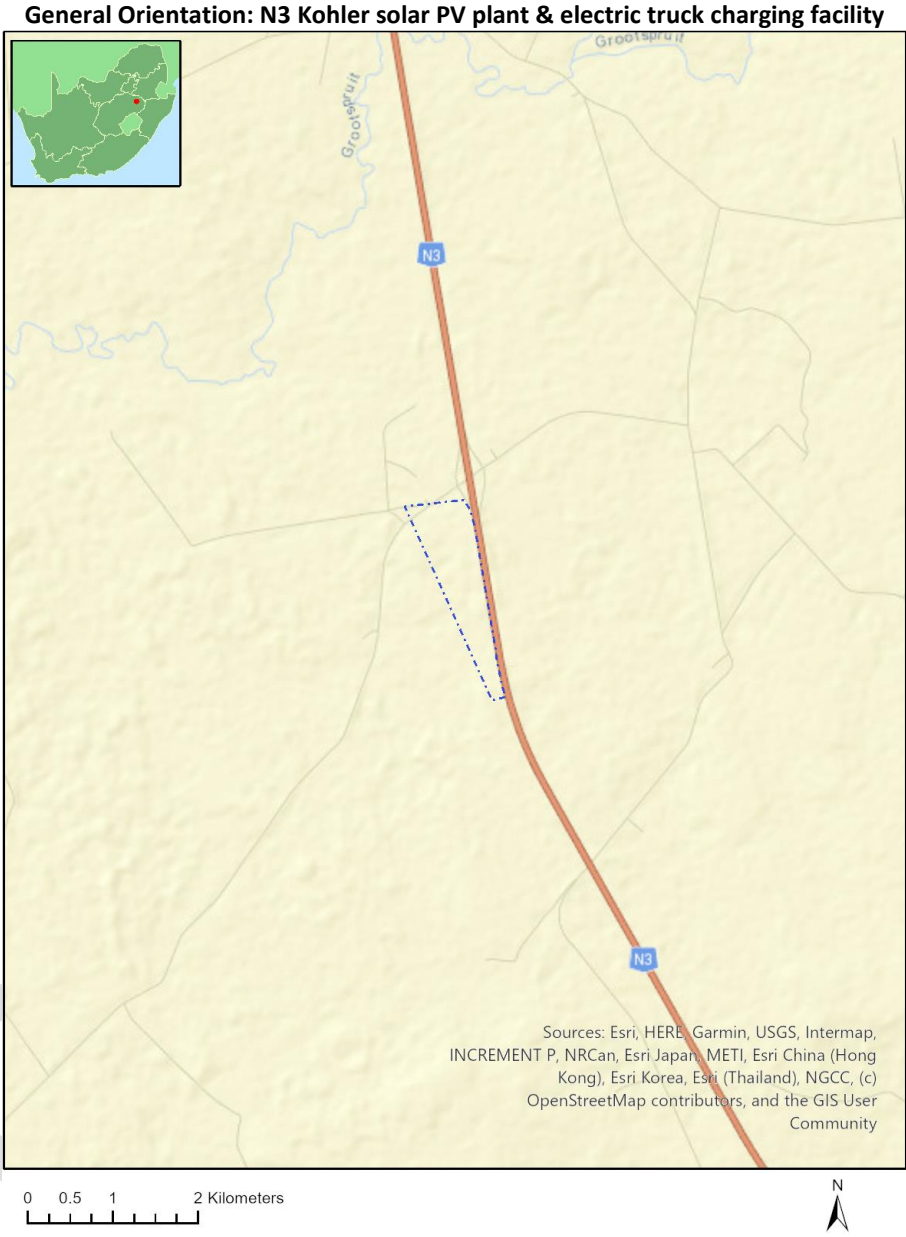 General Orientation: N3 Kohler solar PV plant & electric truck charging facility
Grootspruit
Grootspruit
N3
N3
Sources: Esri, HERE, Garmin, USGS, Intermap,
INCREMENT P, NRCan, Esri Japan, METI, Esri China (Hong
Kong), Esri Korea, Esri (Thailand), NGCC, (c)
OpenStreetMap contributors, and the GIS User
Community
0 0.5 1 2 Kilometers
N